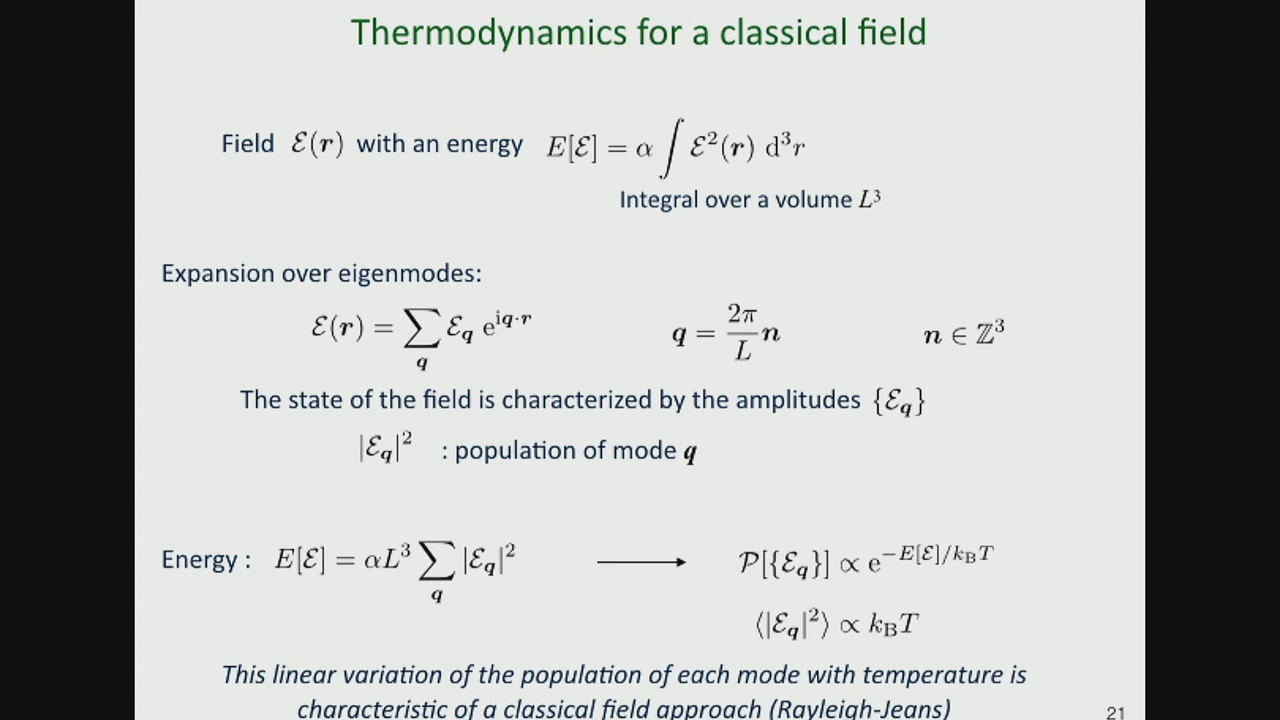 Thermodynamics for a classical field
Field ℰ(r) with an energy E[ℰ] = α ∫ ℰ²(r) d³r
Integral over a volume L³
Expansion over eigenmodes:
ℰ(r) = ∑_q ℰ_q e^{iq·r}    q = 2π/L n    n ∈ ℤ³
The state of the field is characterized by the amplitudes {ℰ_q}
|ℰ_q|² : population of mode q
Energy : E[ℰ] = αL³ ∑_q |ℰ_q|² ⟶ 𝒫[{ℰ_q}] ∝ e^{−E[ℰ]/k_B T}
⟨|ℰ_q|²⟩ ∝ k_B T
This linear variation of the population of each mode with temperature is
characteristic of a classical field approach (Rayleigh-Jeans)
21